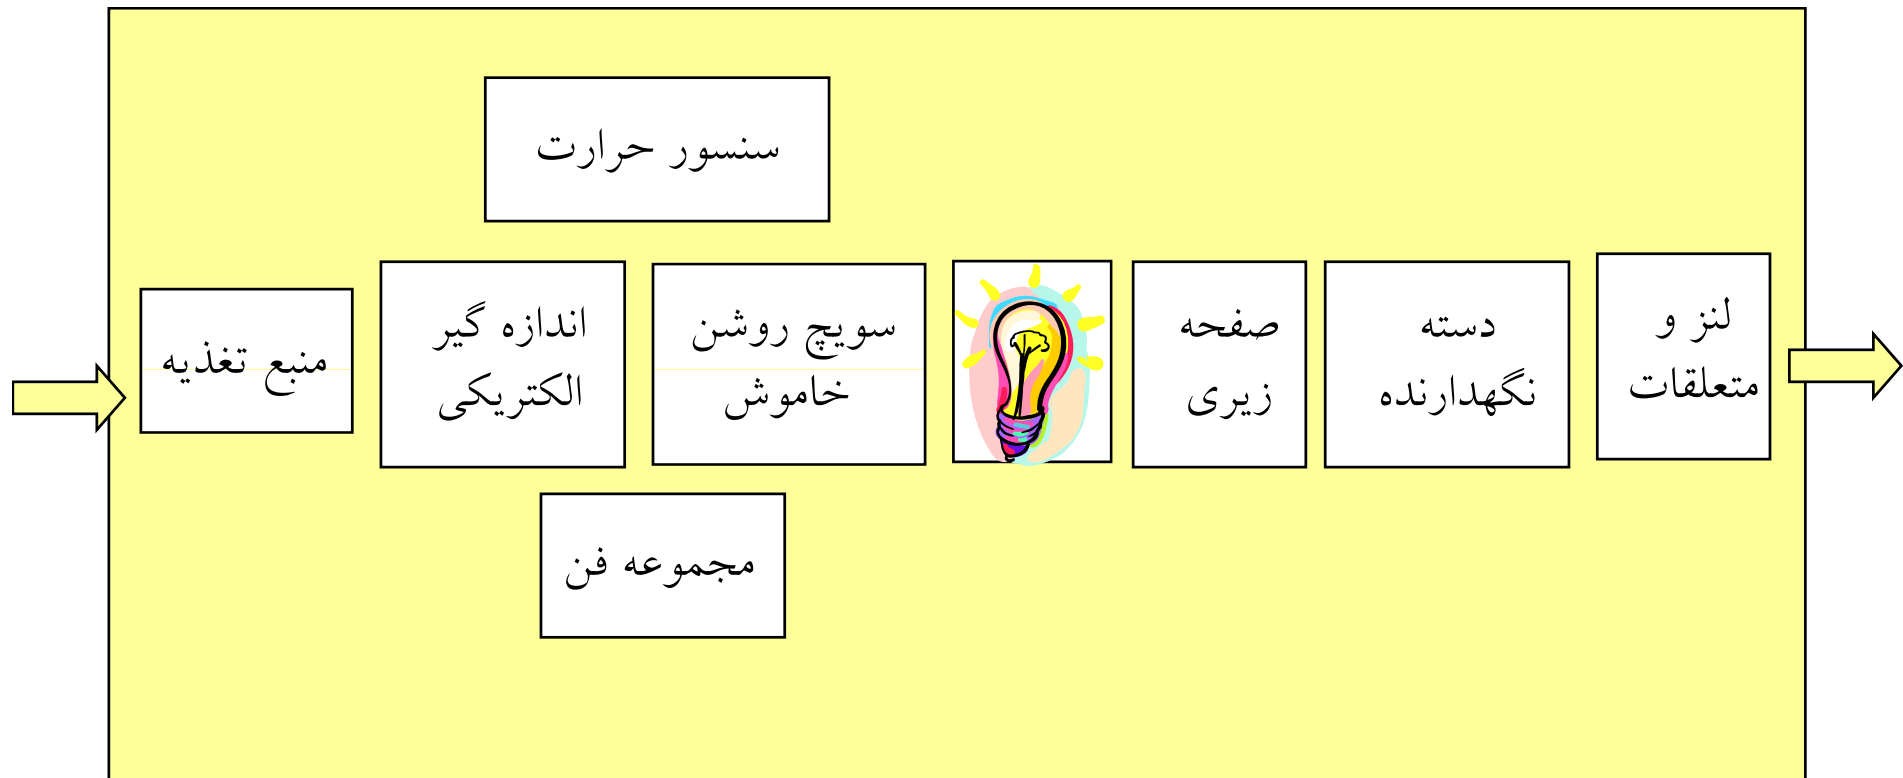 سنسور حرارت
لنز و
متعلقات
دسته
نگهدارنده
صفحه
زیری
سویچ روشن
خاموش
اندازه گیر
الکتریکی
منبع تغذیه
مجموعه فن